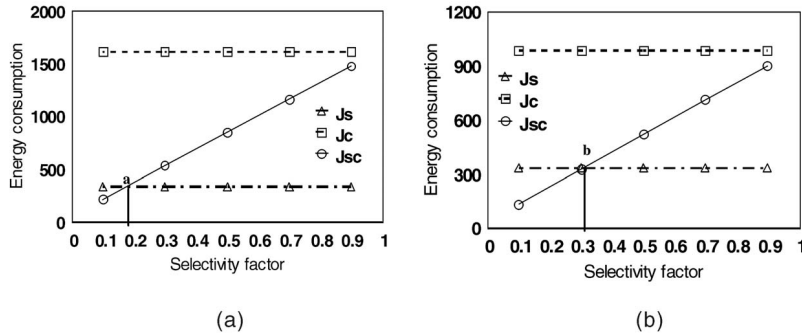 2000
1500
1000
500
0
Energy consumption
a
Js
Jc
Jsc
0 0.1 0.2 0.3 0.4 0.5 0.6 0.7 0.8 0.9 1
Selectivity factor
(a)
1200
900
600
300
0
Energy consumption
b
Js
Jc
Jsc
0 0.1 0.2 0.3 0.4 0.5 0.6 0.7 0.8 0.9 1
Selectivity factor
(b)